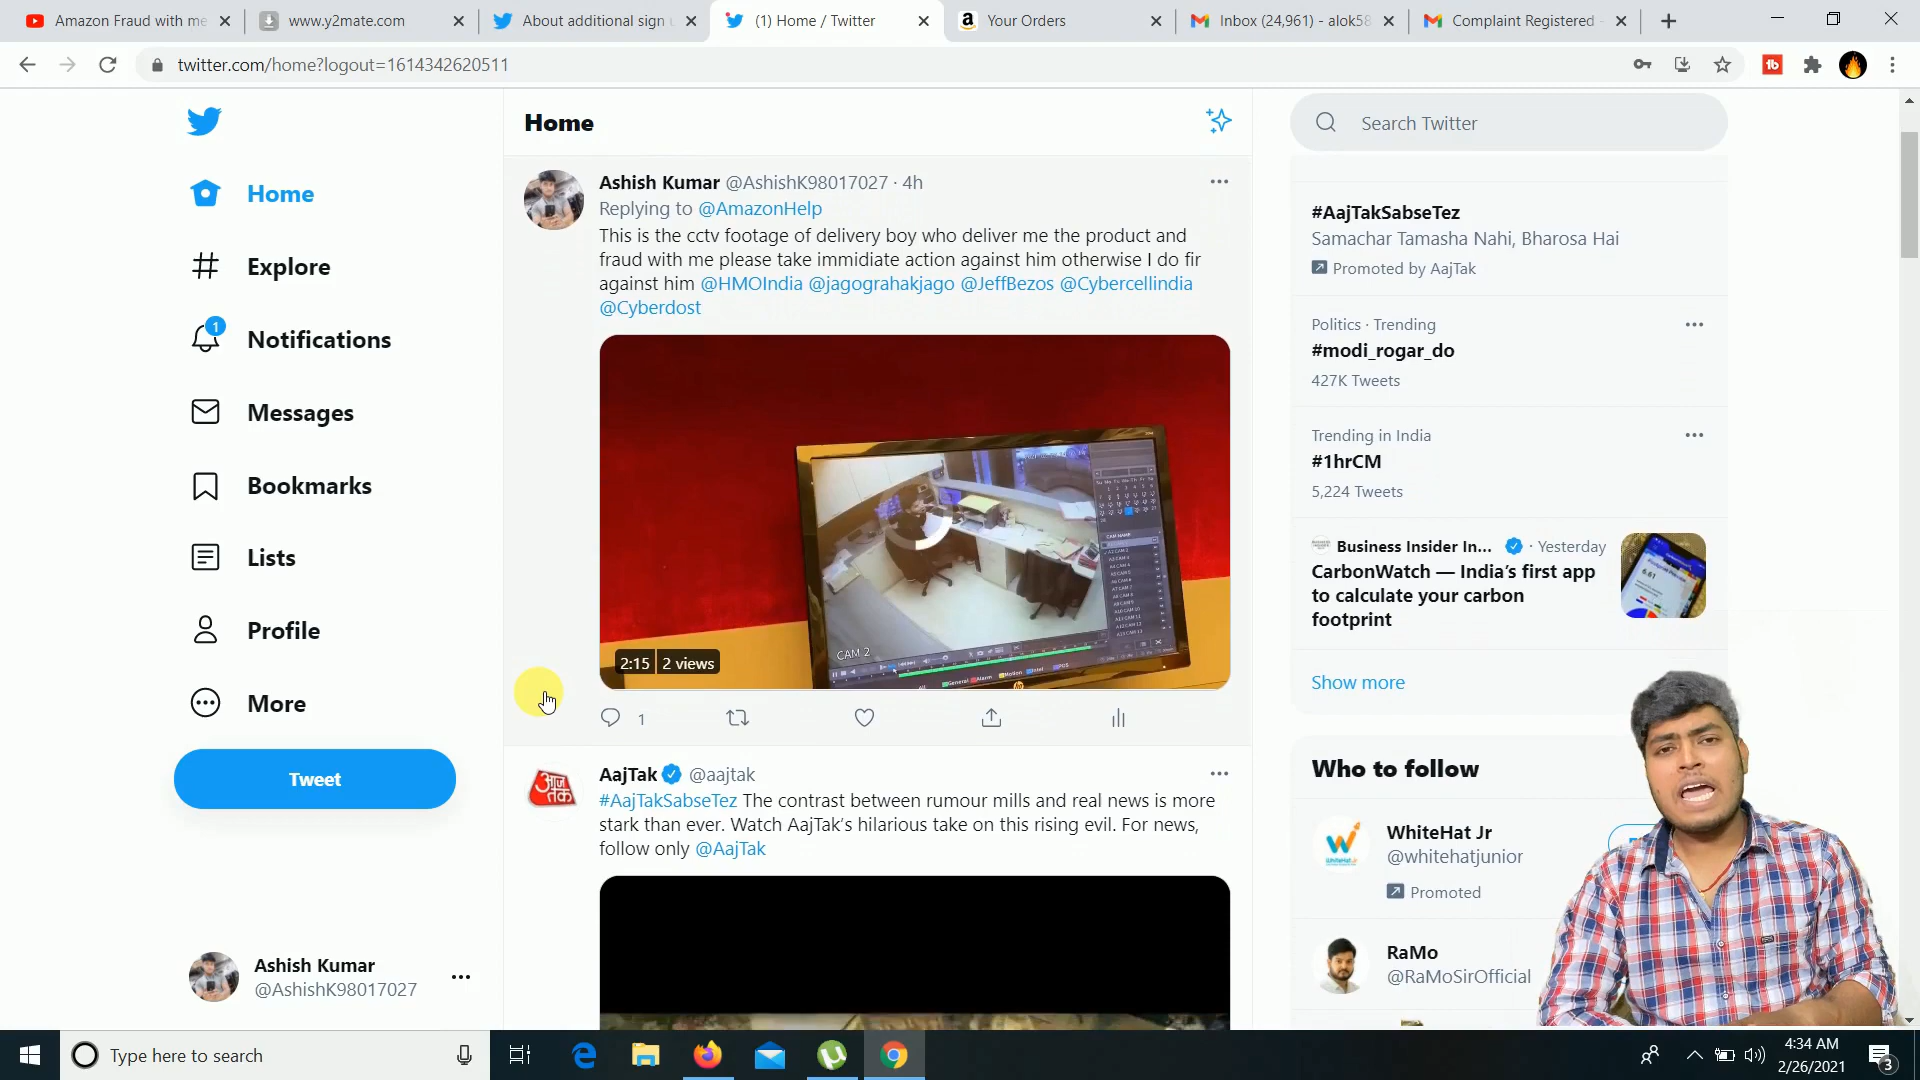 Amazon Fraud with me
www.y2mate.com
About additional sign u
(1) Home / Twitter
Your Orders
Inbox (24,961) - alok58
Complaint Registered -
twitter.com/home?logout=1614342620511
Home
Explore
1
Notifications
Messages
Bookmarks
Lists
Profile
More
Tweet
Ashish Kumar
@AshishK98017027
Home
Ashish Kumar @AshishK98017027 · 4h
Replying to @AmazonHelp
This is the cctv footage of delivery boy who deliver me the product and
fraud with me please take immidiate action against him otherwise I do fir
against him @HMOIndia @jagograhakjago @JeffBezos @Cybercellindia
@Cyberdost
CAM 2
2:15 2 views
1
AajTak @aajtak
आज तक
#AajTakSabseTez The contrast between rumour mills and real news is more
stark than ever. Watch AajTak's hilarious take on this rising evil. For news,
follow only @AajTak
Search Twitter
#AajTakSabseTez
Samachar Tamasha Nahi, Bharosa Hai
Promoted by AajTak
Politics · Trending
#modi_rogar_do
427K Tweets
Trending in India
#1hrCM
5,224 Tweets
Business Insider In... · Yesterday
CarbonWatch — India's first app
to calculate your carbon
footprint
Show more
Who to follow
WhiteHat Jr
@whitehatjunior
Promoted
RaMo
@RaMoSirOfficial
Type here to search
4:34 AM
2/26/2021
3